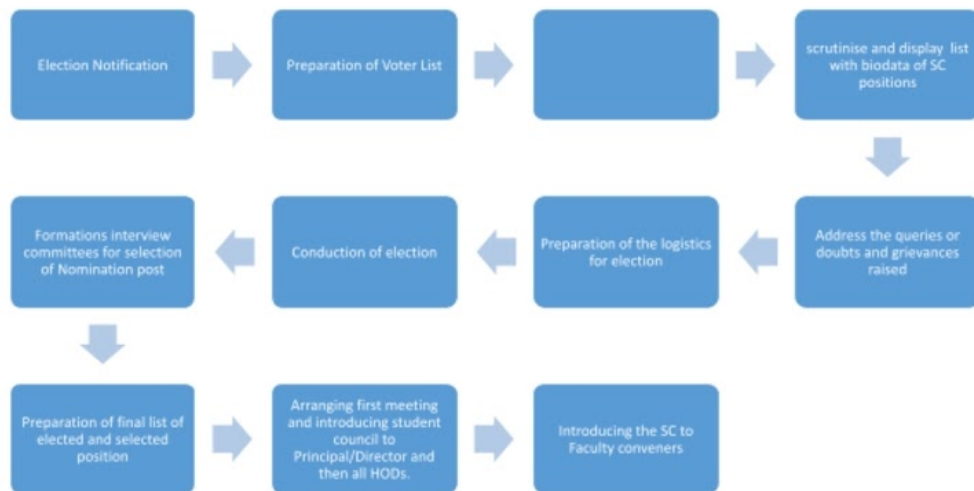 Election Notification
Preparation of Voter List
scrutinise and display list
with biodata of SC
positions
Address the queries or
doubts and grievances
raised
Preparation of the logistics
for election
Conduction of election
Formations interview
committees for selection
of Nomination post
Preparation of final list of
elected and selected
position
Arranging first meeting
and introducing student
council to
Principal/Director and
then all HODs.
Introducing the SC to
Faculty conveners